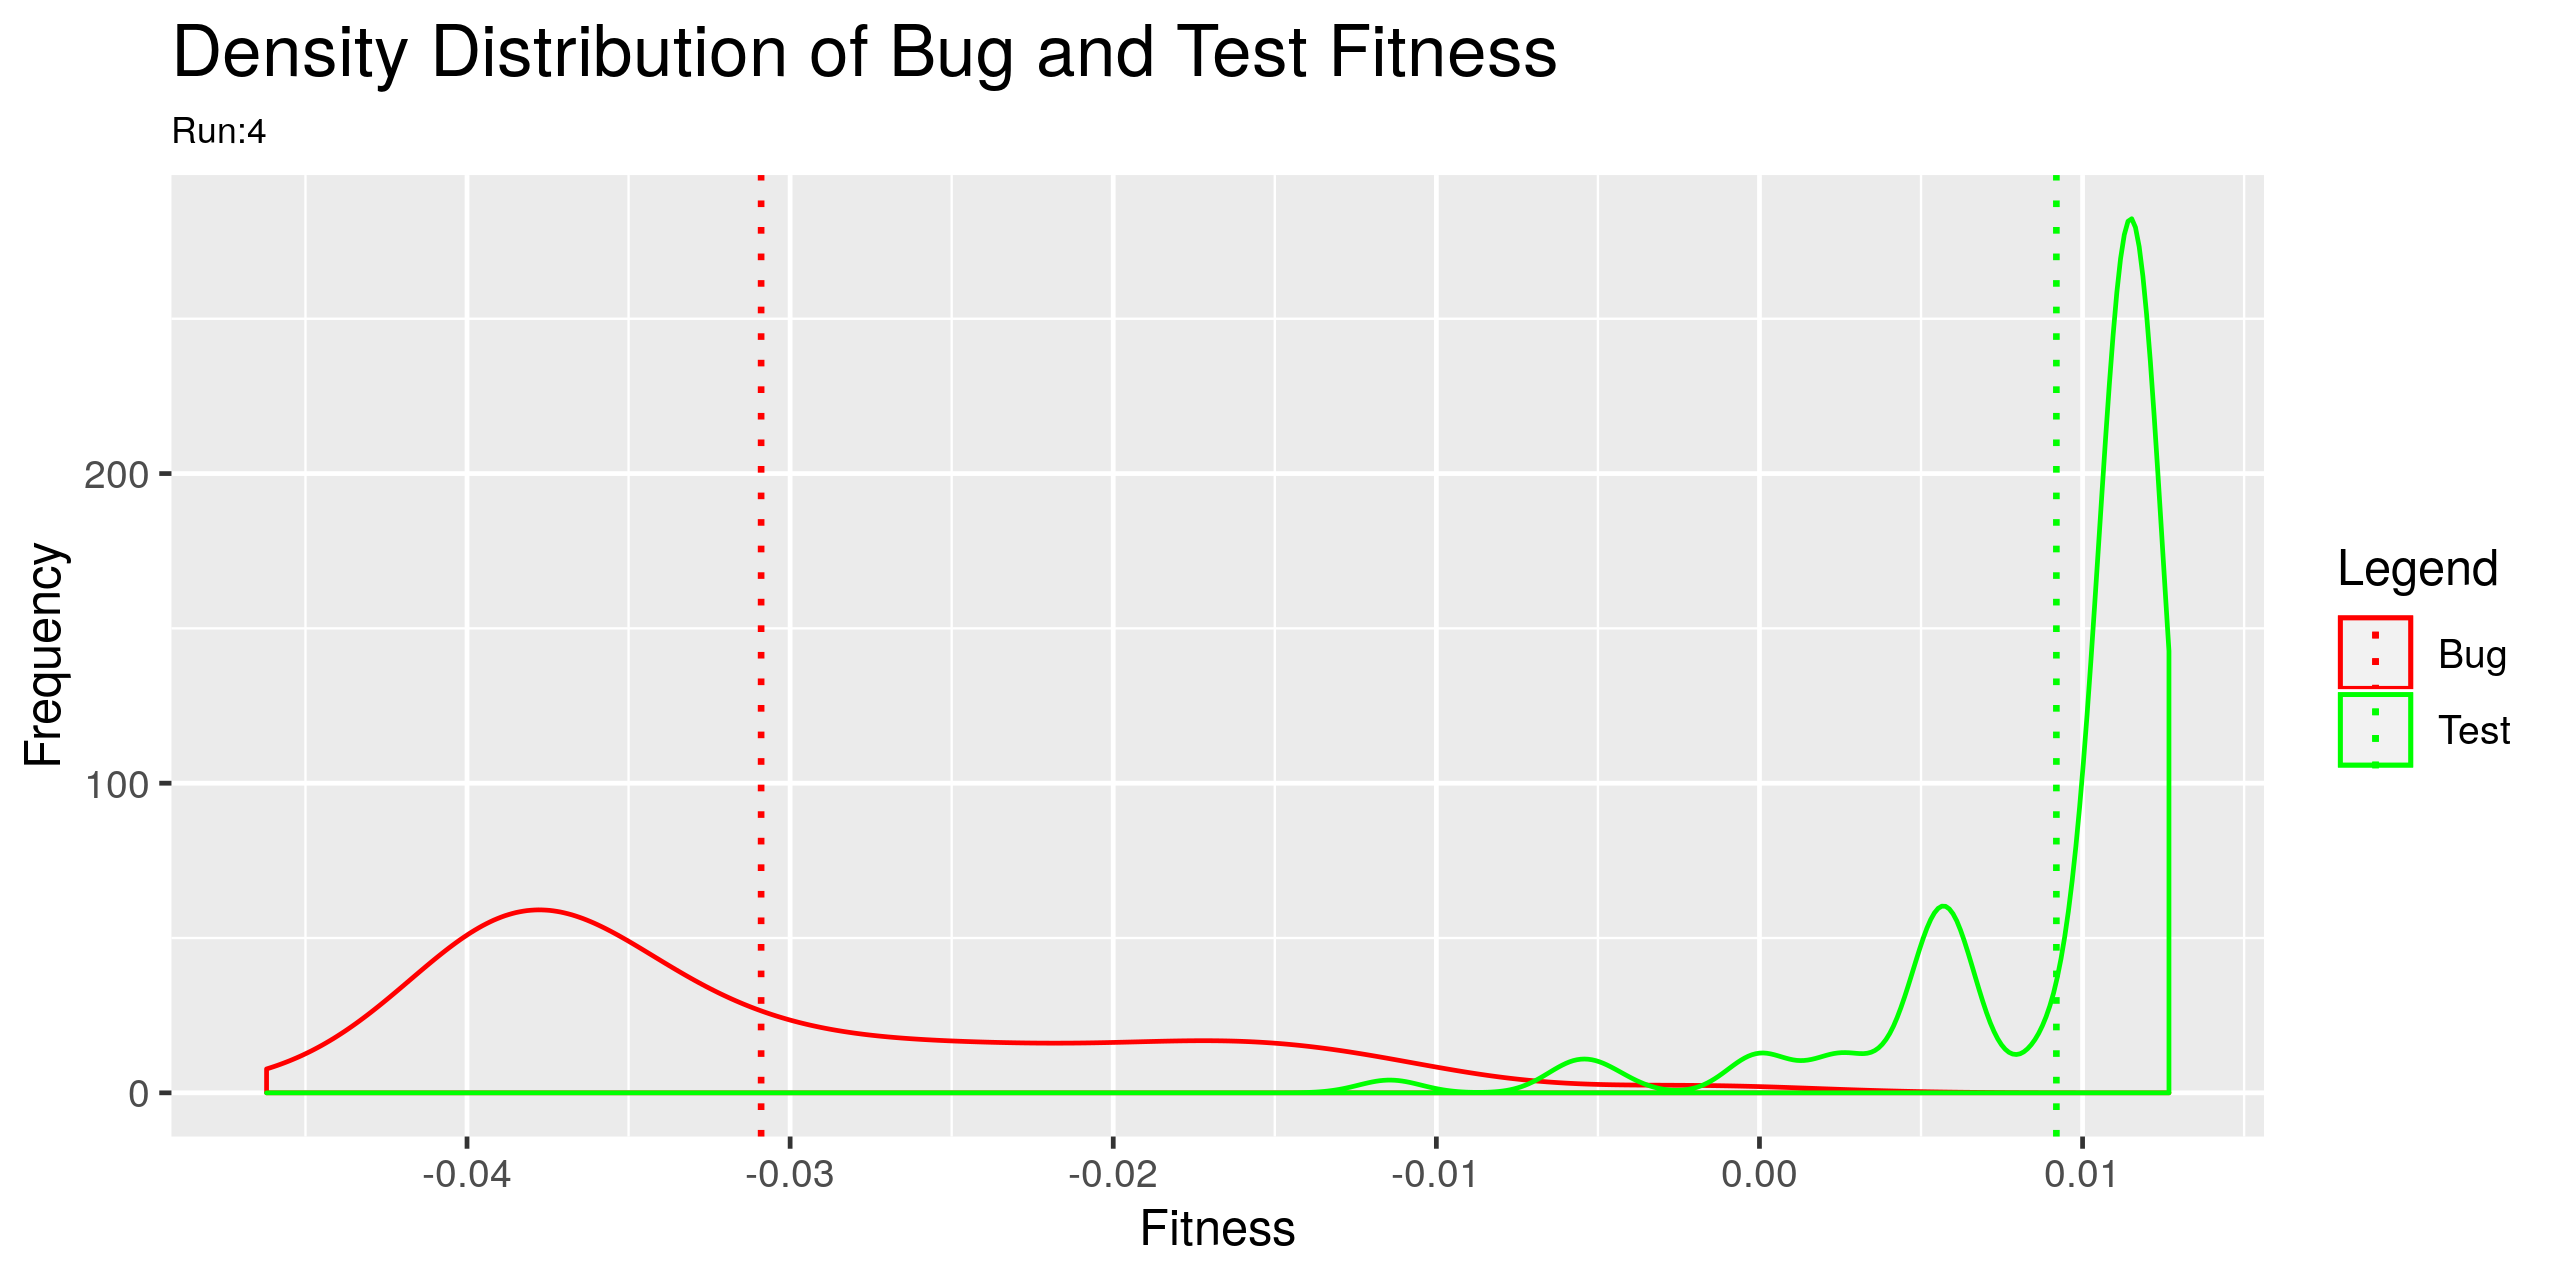 Density Distribution of Bug and Test Fitness
Run:4
Frequency
200
100
0
-0.04 -0.03 -0.02 -0.01 0.00 0.01
Fitness
Legend
Bug
Test